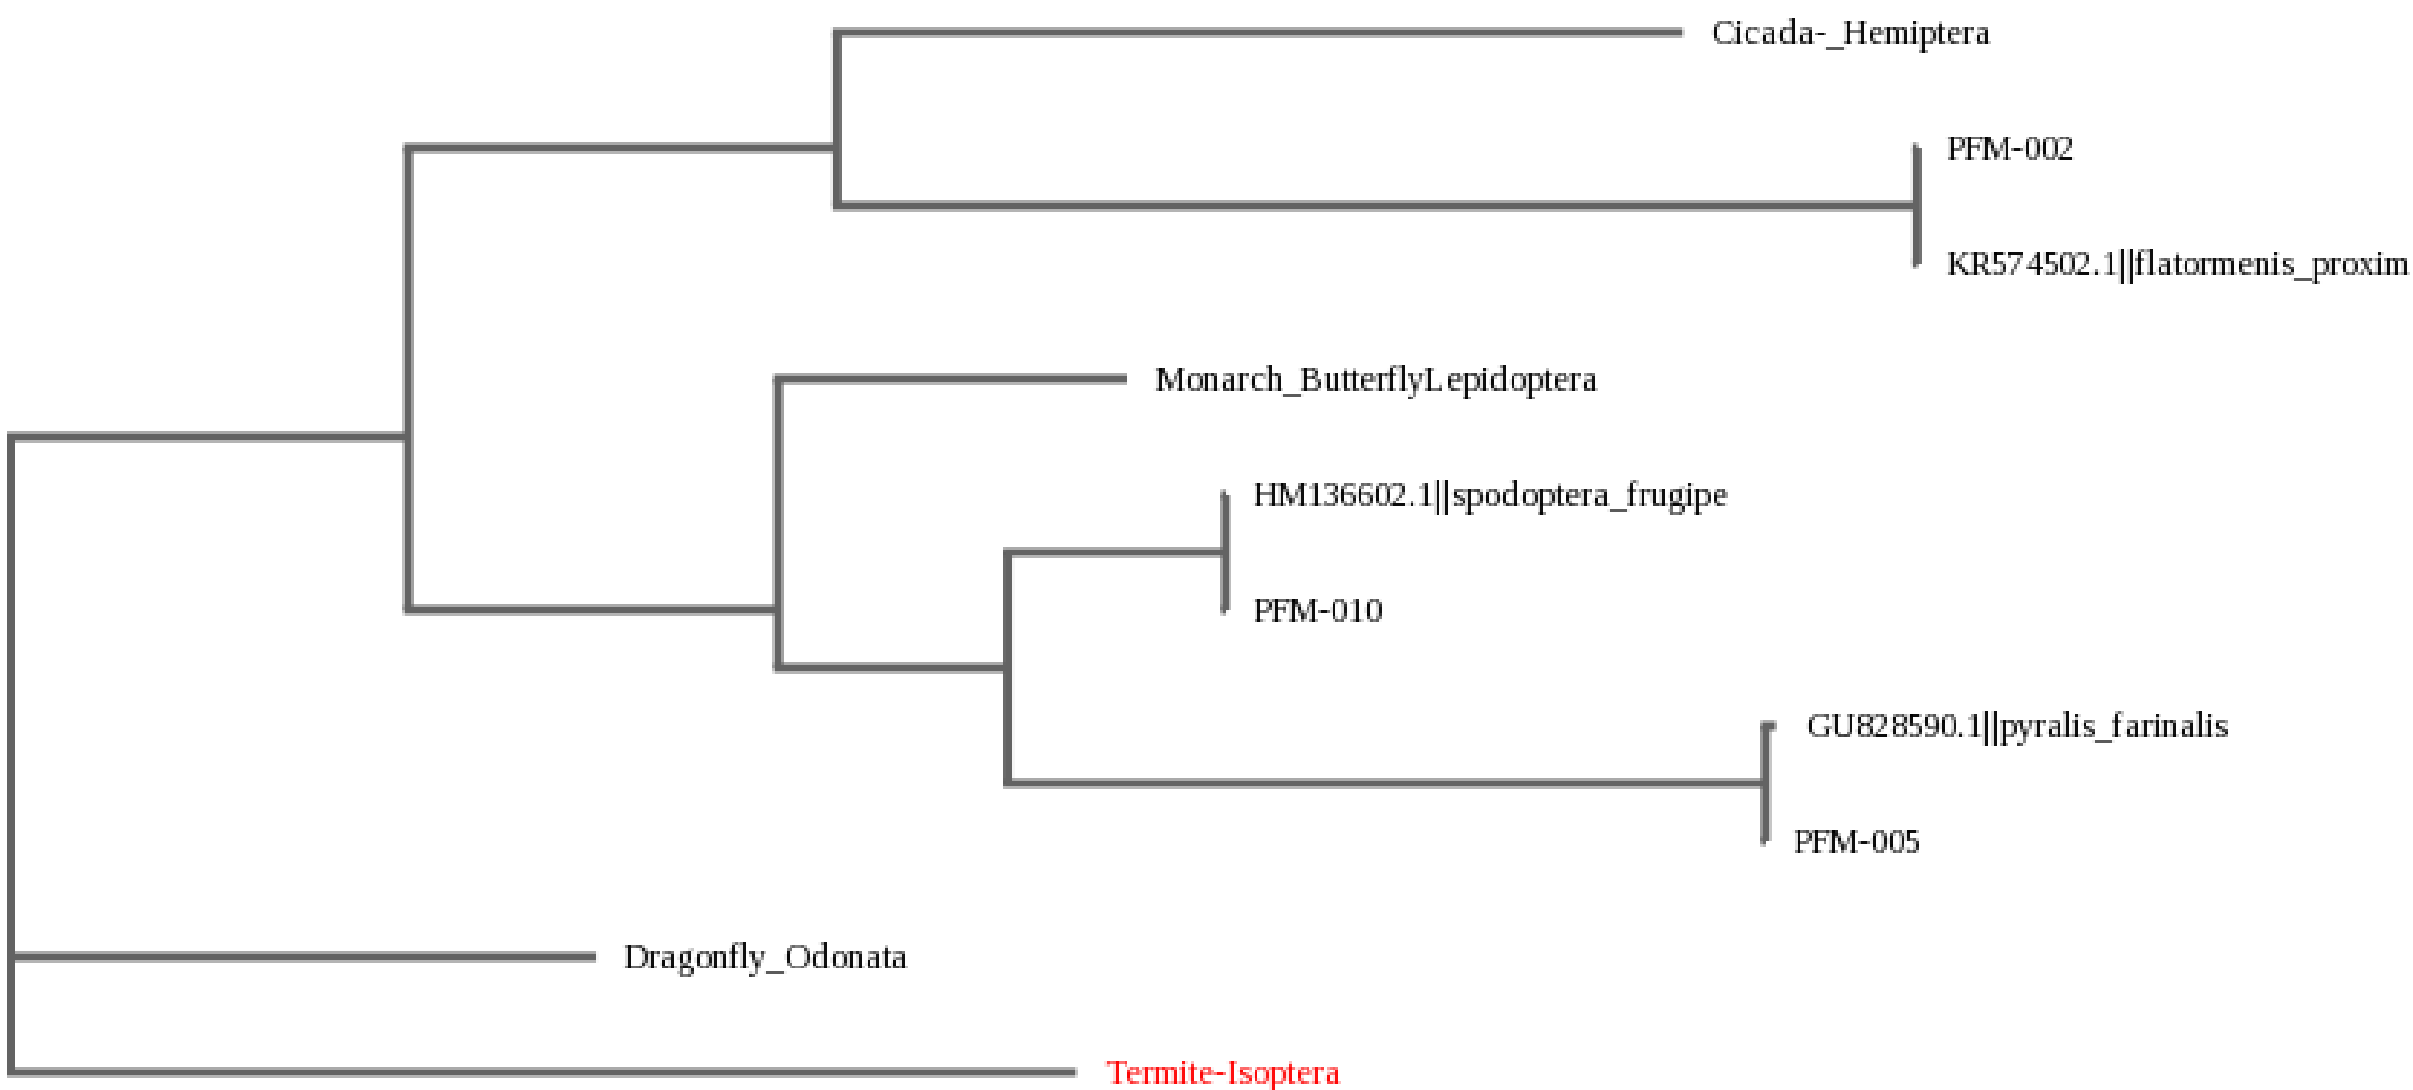 Cicada-_Hemiptera
PFM-002
KR574502.1||flatormenis_proxim
Monarch_ButterflyLepidoptera
HM136602.1||spodoptera_frugipe
PFM-010
GU828590.1||pyralis_farinalis
PFM-005
Dragonfly_Odonata
Termite-Isoptera